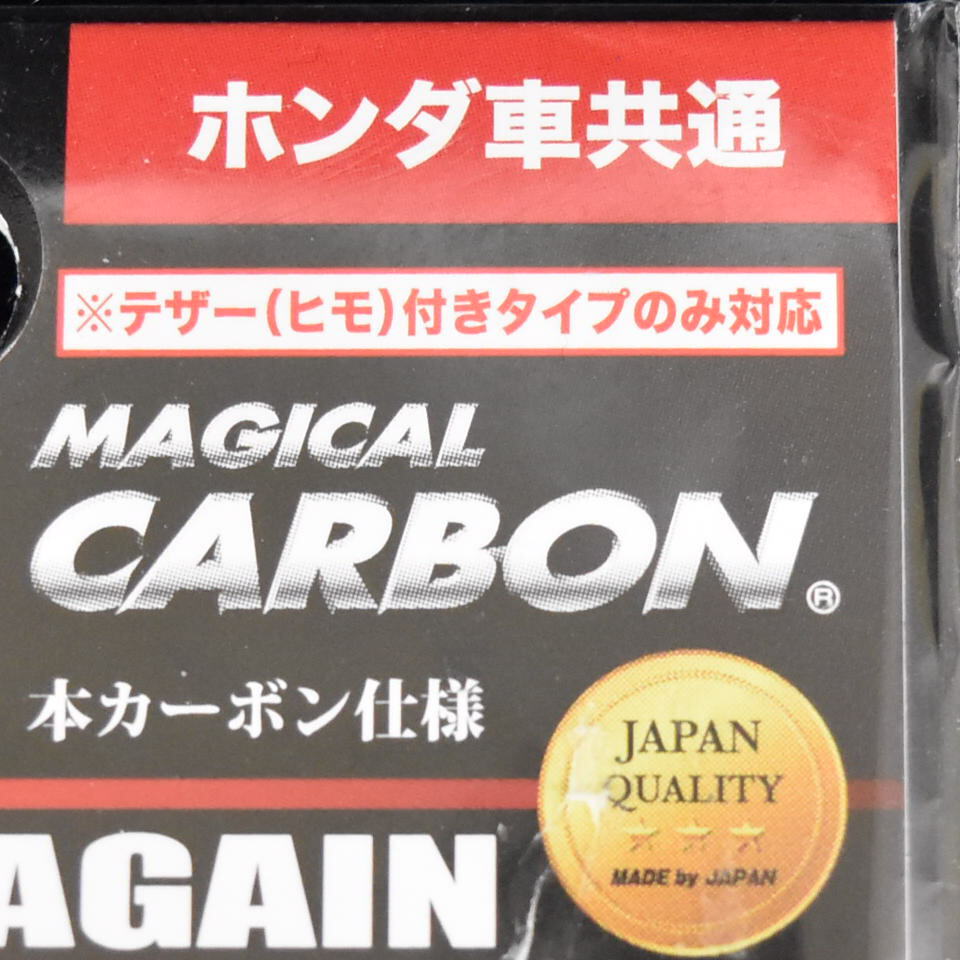 ホンダ車共通
※テザー(ヒモ)付きタイプのみ対応
MAGICAL
CARBON®
本カーボン仕様
JAPAN
QUALITY
MADE by JAPAN
AGAIN